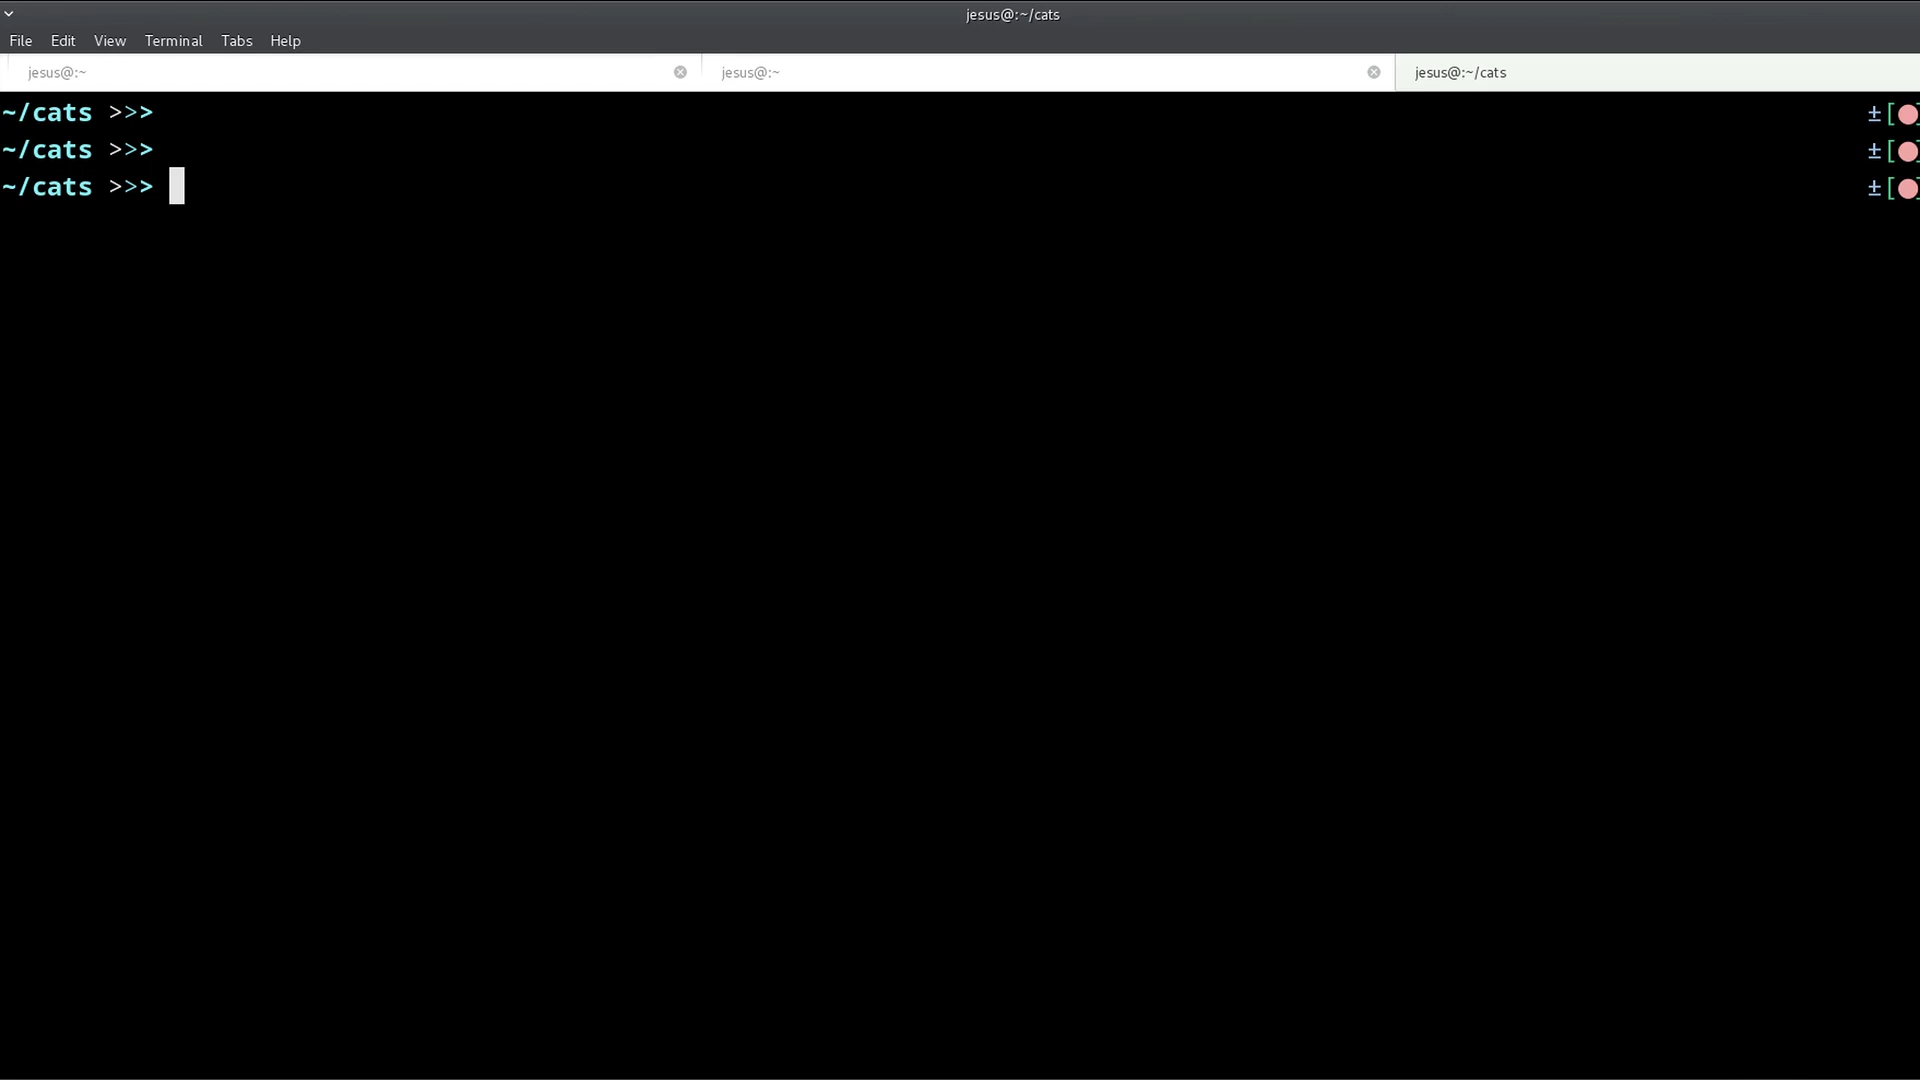 jesus@:~/cats
File Edit View Terminal Tabs Help
jesus@:~ jesus@:~ jesus@:~/cats
~/cats >>> ±[●]
~/cats >>> ±[●]
~/cats >>> ±[●]